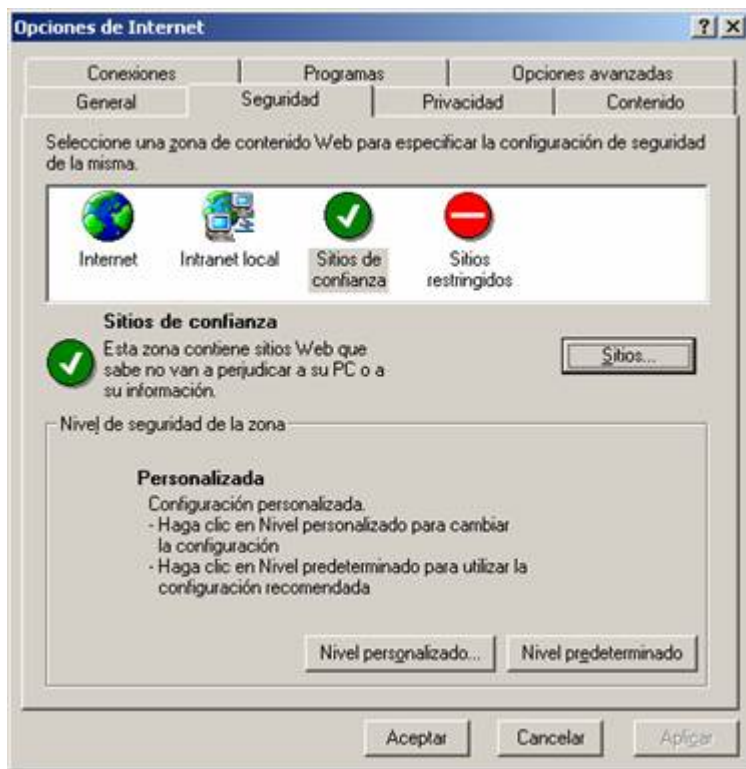 Opciones de Internet
Conexiones Programas Opciones avanzadas
General Seguridad Privacidad Contenido
Seleccione una zona de contenido Web para especificar la configuración de seguridad
de la misma.
Internet Intranet local Sitios de confianza Sitios restringidos
Sitios de confianza
Esta zona contiene sitios Web que
sabe no van a perjudicar a su PC o a
su información.
Sitios...
Nivel de seguridad de la zona
Personalizada
Configuración personalizada.
- Haga clic en Nivel personalizado para cambiar
la configuración
- Haga clic en Nivel predeterminado para utilizar la
configuración recomendada
Nivel personalizado... Nivel predeterminado
Aceptar Cancelar Aplicar